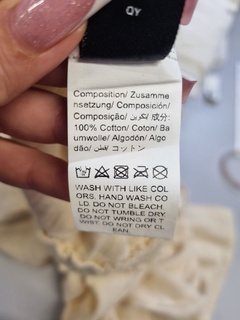 QY
Composition/ Zusamme
nsetzung/ Composición/
Composição/ تكوين/ 成分:
100% Cotton/ Coton/ Ba
umwolle/ Algodón/ Algo
dão/ قطن/ コットン
WASH WITH LIKE COL
ORS. HAND WASH CO
LD. DO NOT BLEACH.
DO NOT TUMBLE DRY.
DO NOT WRING OR T
WIST. DO NOT DRY CL
EAN.